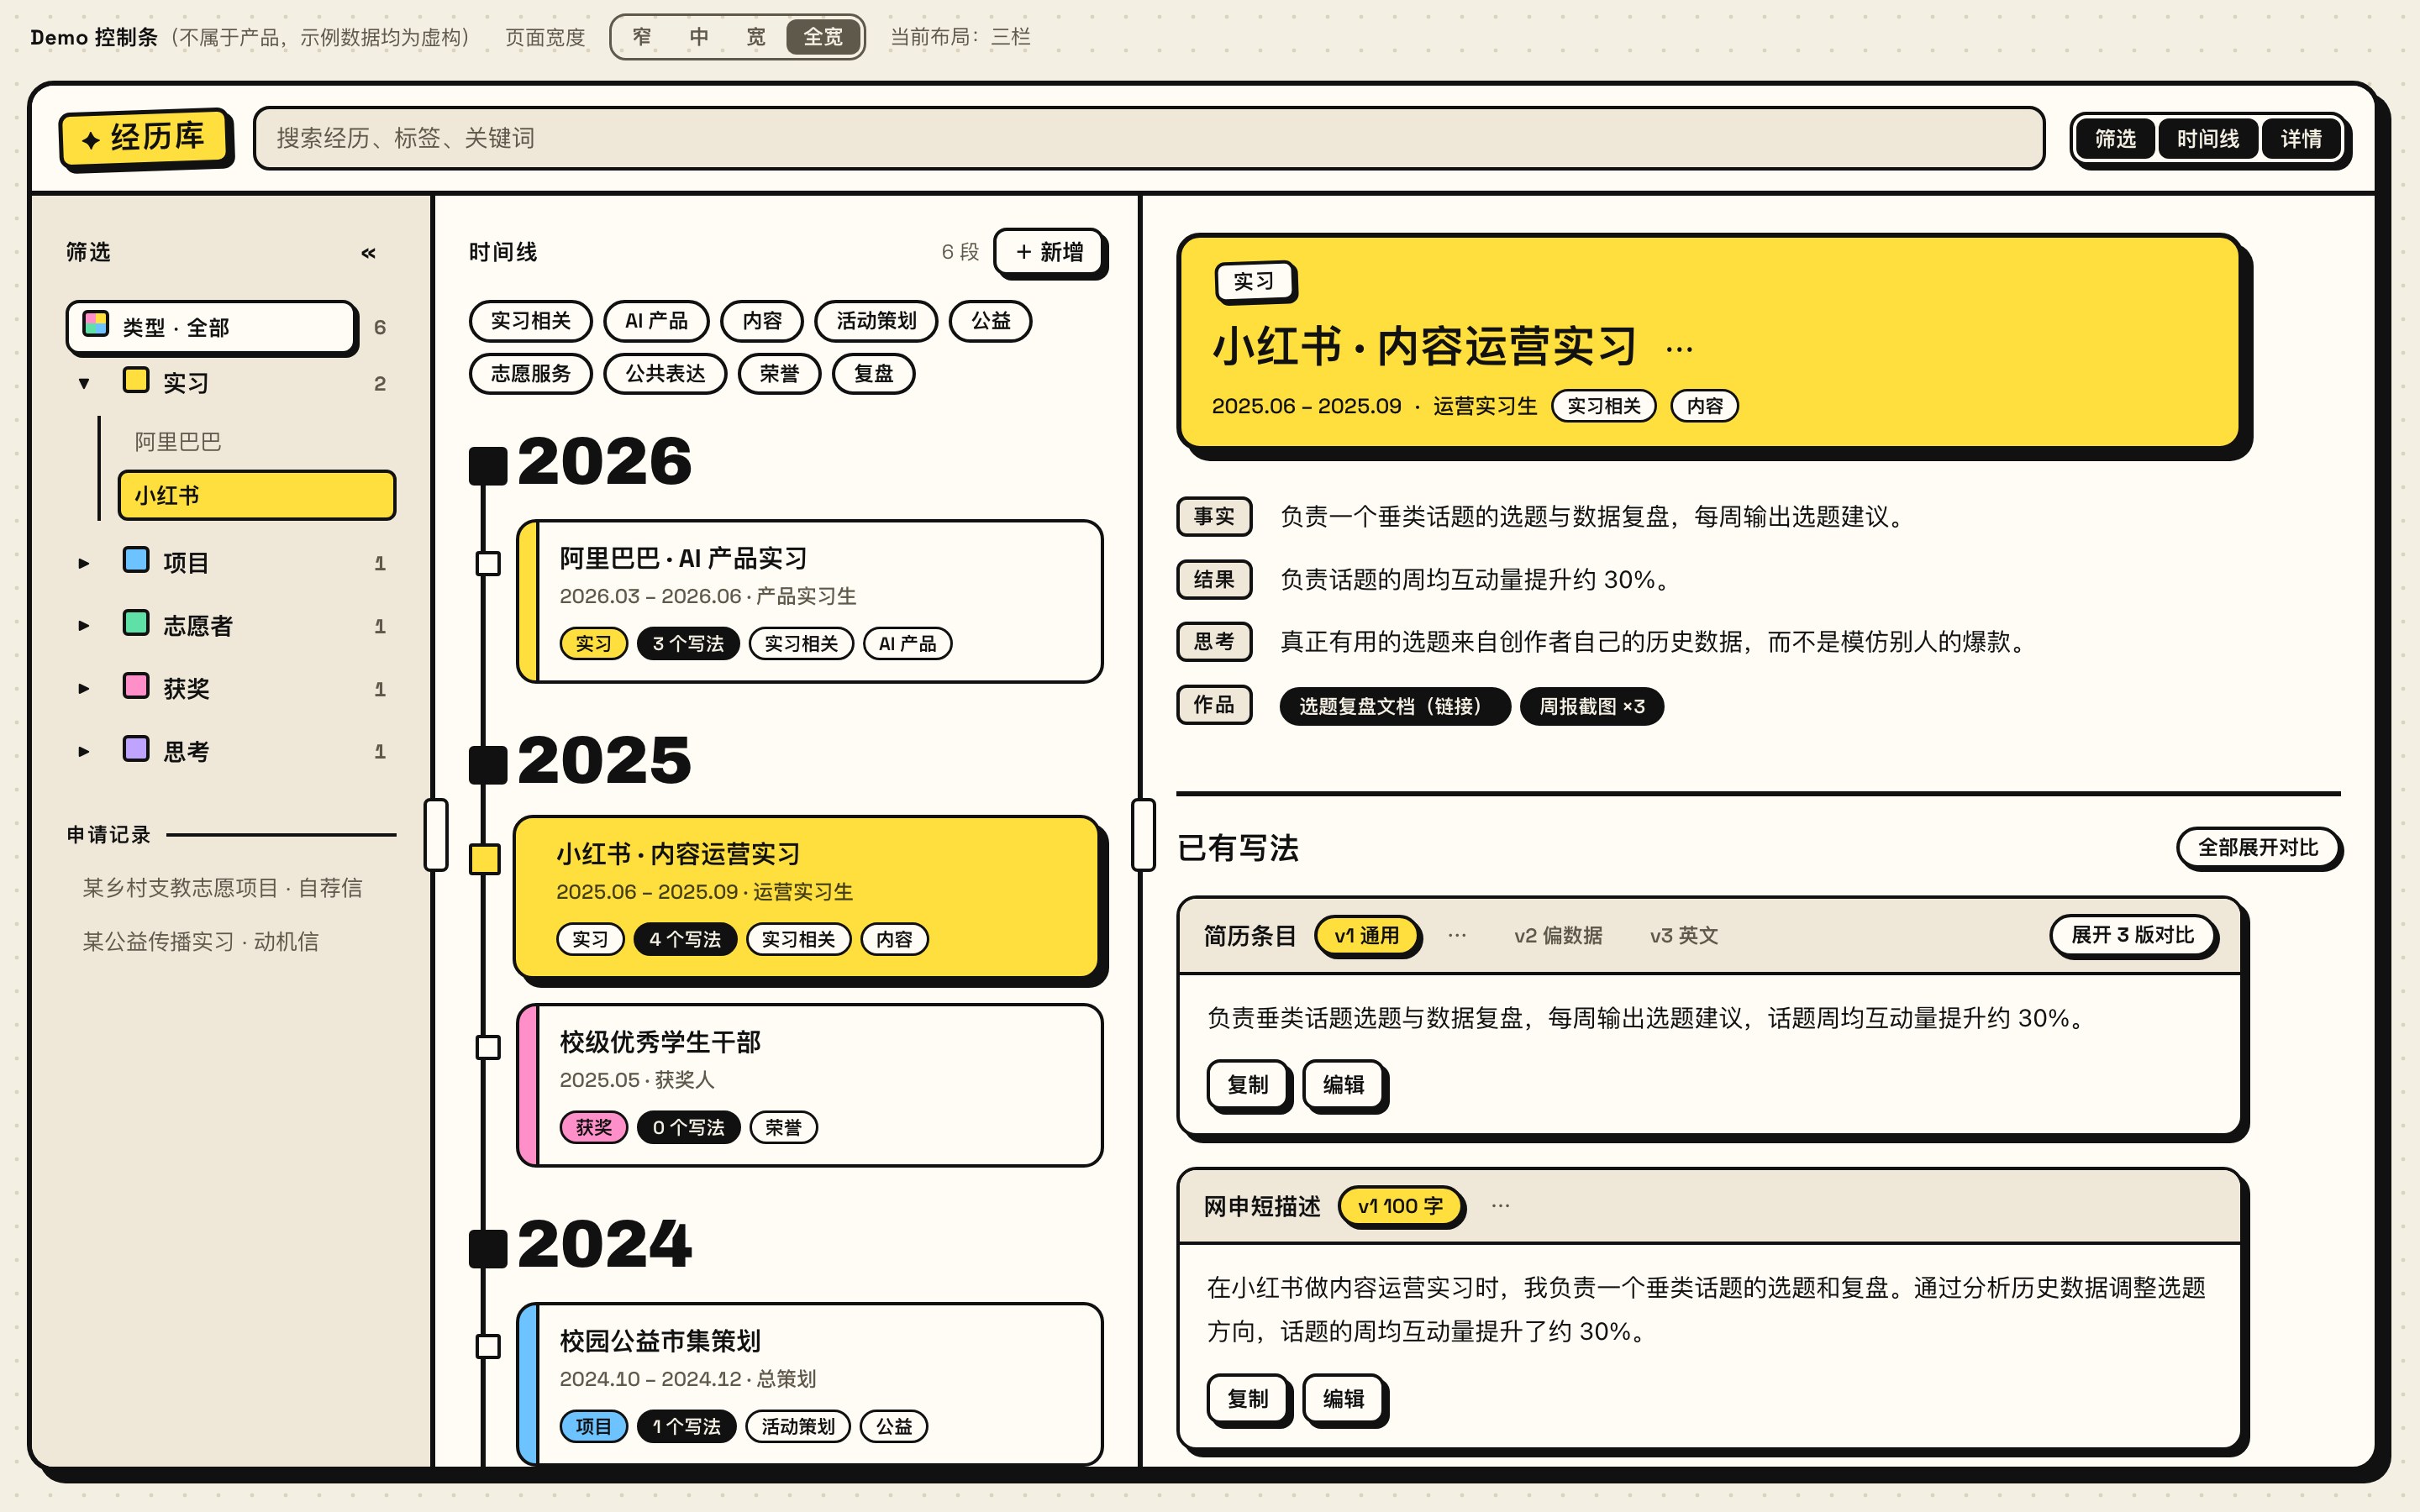 Demo 控制条（不属于产品，示例数据均为虚构） 页面宽度 窄 中 宽 全宽 当前布局：三栏
✦ 经历库 搜索经历、标签、关键词 筛选 时间线 详情
筛选 «
类型 · 全部 6
▼ 实习 2
阿里巴巴
小红书
▶ 项目 1
▶ 志愿者 1
▶ 获奖 1
▶ 思考 1
申请记录
某乡村支教志愿项目 · 自荐信
某公益传播实习 · 动机信
时间线 6 段 + 新增
实习相关 AI 产品 内容 活动策划 公益
志愿服务 公共表达 荣誉 复盘
2026
阿里巴巴 · AI 产品实习
2026.03 – 2026.06 · 产品实习生
实习 3 个写法 实习相关 AI 产品
2025
小红书 · 内容运营实习
2025.06 – 2025.09 · 运营实习生
实习 4 个写法 实习相关 内容
校级优秀学生干部
2025.05 · 获奖人
获奖 0 个写法 荣誉
2024
校园公益市集策划
2024.10 – 2024.12 · 总策划
项目 1 个写法 活动策划 公益
实习
小红书 · 内容运营实习 ···
2025.06 – 2025.09 · 运营实习生 实习相关 内容
事实 负责一个垂类话题的选题与数据复盘，每周输出选题建议。
结果 负责话题的周均互动量提升约 30%。
思考 真正有用的选题来自创作者自己的历史数据，而不是模仿别人的爆款。
作品 选题复盘文档（链接） 周报截图 ×3
已有写法 全部展开对比
简历条目 v1 通用 ··· v2 偏数据 v3 英文 展开 3 版对比
负责垂类话题选题与数据复盘，每周输出选题建议，话题周均互动量提升约 30%。
复制 编辑
网申短描述 v1 100 字 ···
在小红书做内容运营实习时，我负责一个垂类话题的选题和复盘。通过分析历史数据调整选题
方向，话题的周均互动量提升了约 30%。
复制 编辑